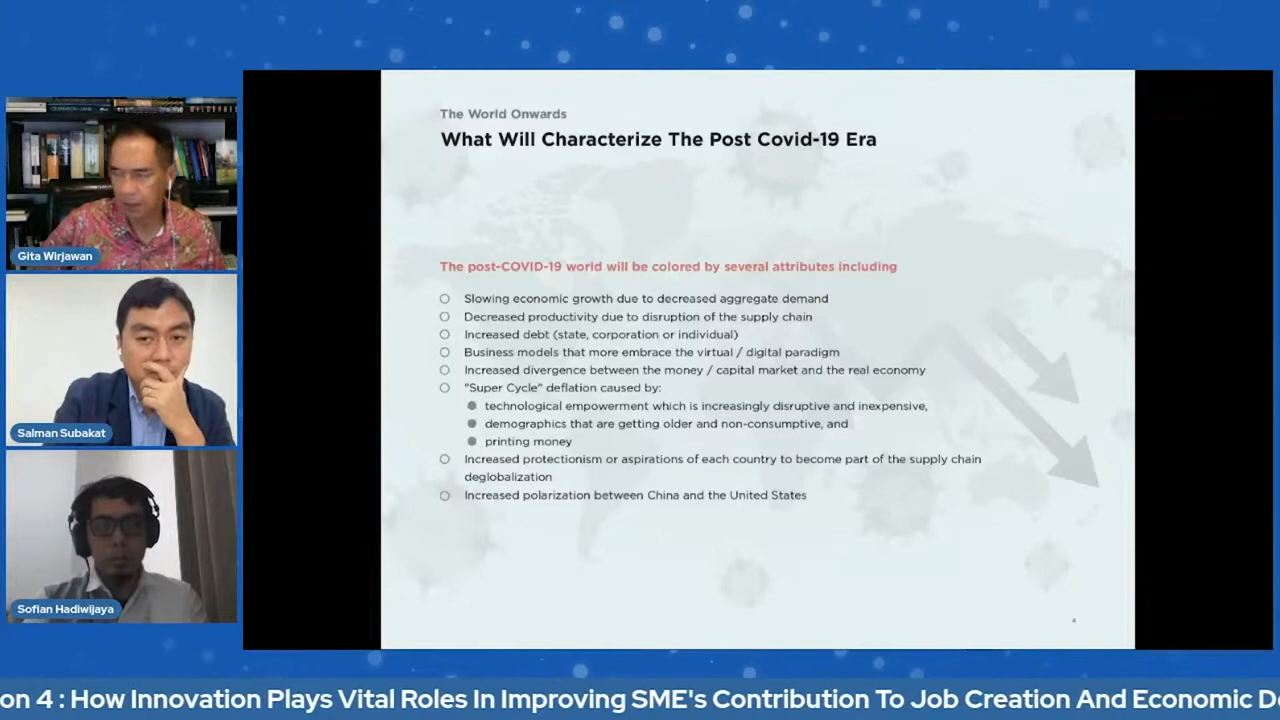 The World Onwards
What Will Characterize The Post Covid-19 Era
The post-COVID-19 world will be colored by several attributes including
Slowing economic growth due to decreased aggregate demand
Decreased productivity due to disruption of the supply chain
Increased debt (state, corporation or individual)
Business models that more embrace the virtual / digital paradigm
Increased divergence between the money / capital market and the real economy
"Super Cycle" deflation caused by:
technological empowerment which is increasingly disruptive and inexpensive,
demographics that are getting older and non-consumptive, and
printing money
Increased protectionism or aspirations of each country to become part of the supply chain
deglobalization
Increased polarization between China and the United States
4
Gita Wirjawan
Salman Subakat
Sofian Hadiwijaya
on 4 : How Innovation Plays Vital Roles In Improving SME's Contribution To Job Creation And Economic D